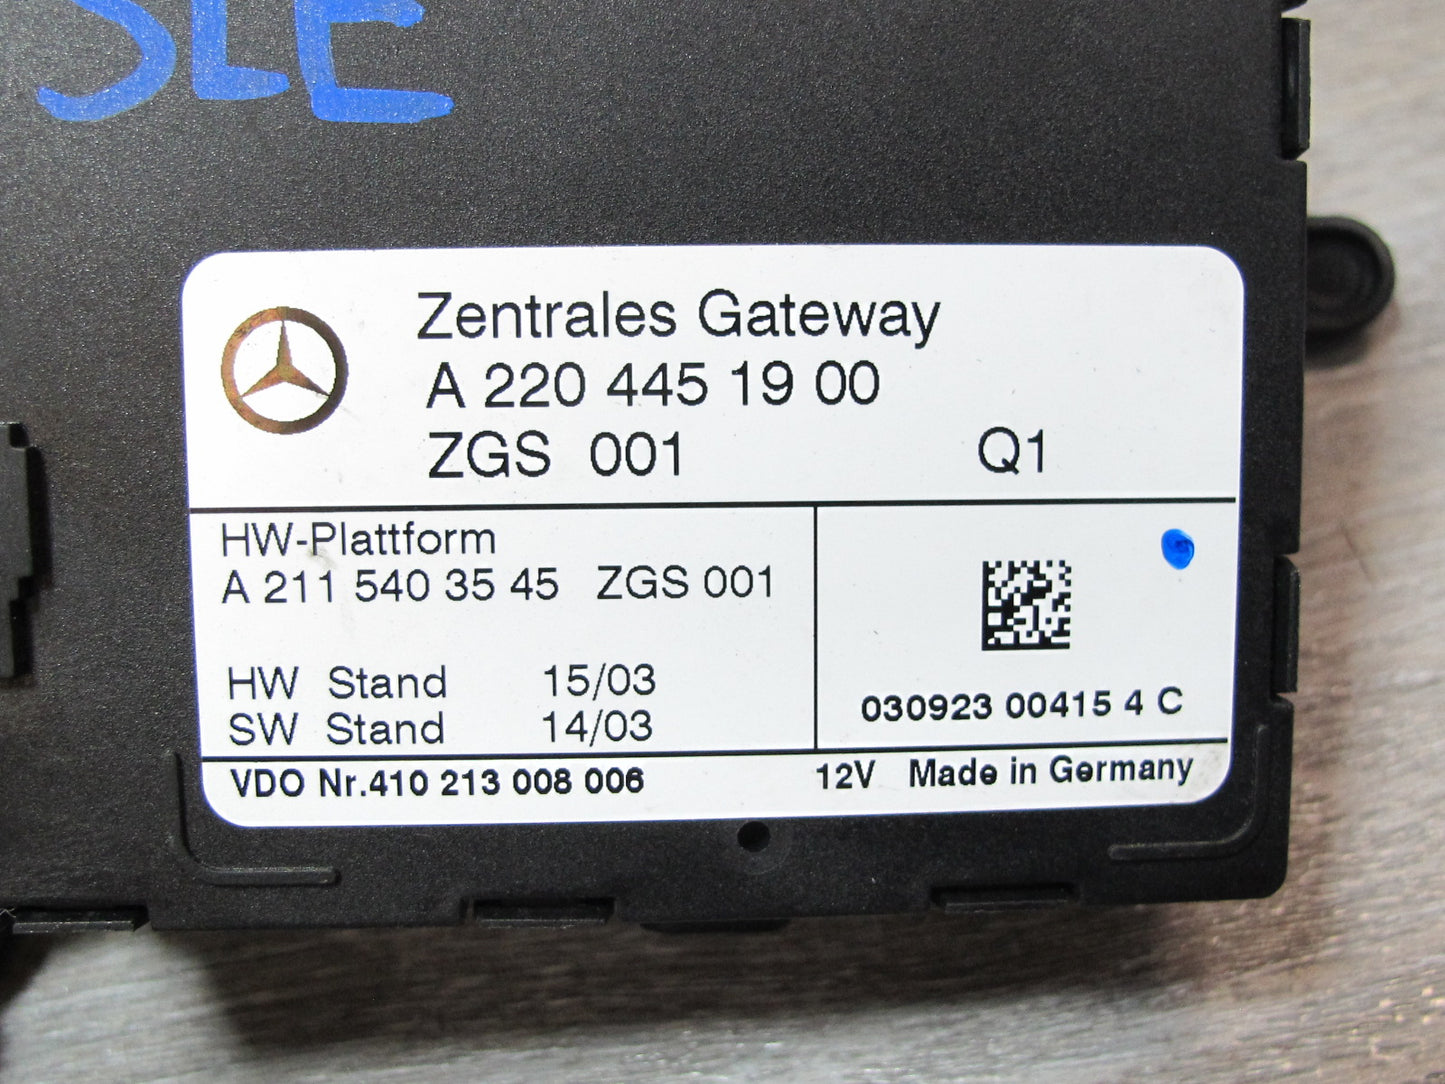 SLE
Zentrales Gateway
A 220 445 19 00
ZGS 001 Q1
HW-Plattform
A 211 540 35 45 ZGS 001
HW Stand 15/03
SW Stand 14/03
030923 00415 4 C
VDO Nr.410 213 008 006 12V Made in Germany